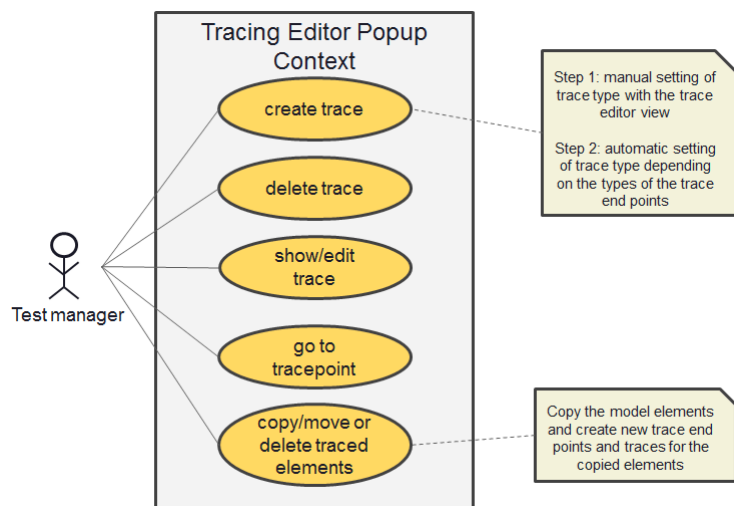 Tracing Editor Popup
Context
create trace
delete trace
show/edit
trace
go to
tracepoint
copy/move or
delete traced
elements
Test manager
Step 1: manual setting of
trace type with the trace
editor view
Step 2: automatic setting
of trace type depending
on the types of the trace
end points
Copy the model elements
and create new trace end
points and traces for the
copied elements